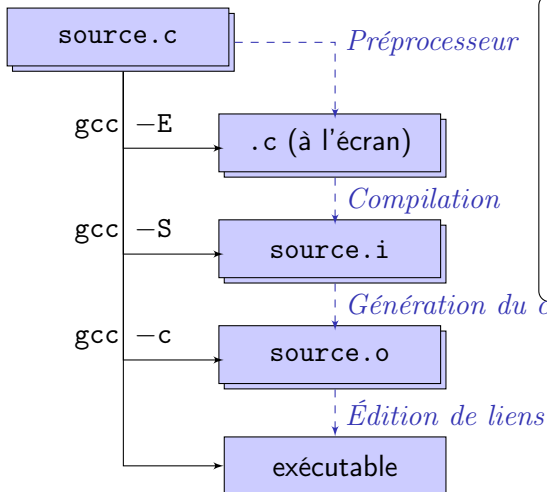 source.c
Préprocesseur
gcc -E
.c (à l'écran)
Compilation
gcc -S
source.i
Génération du
gcc -c
source.o
Édition de liens
exécutable